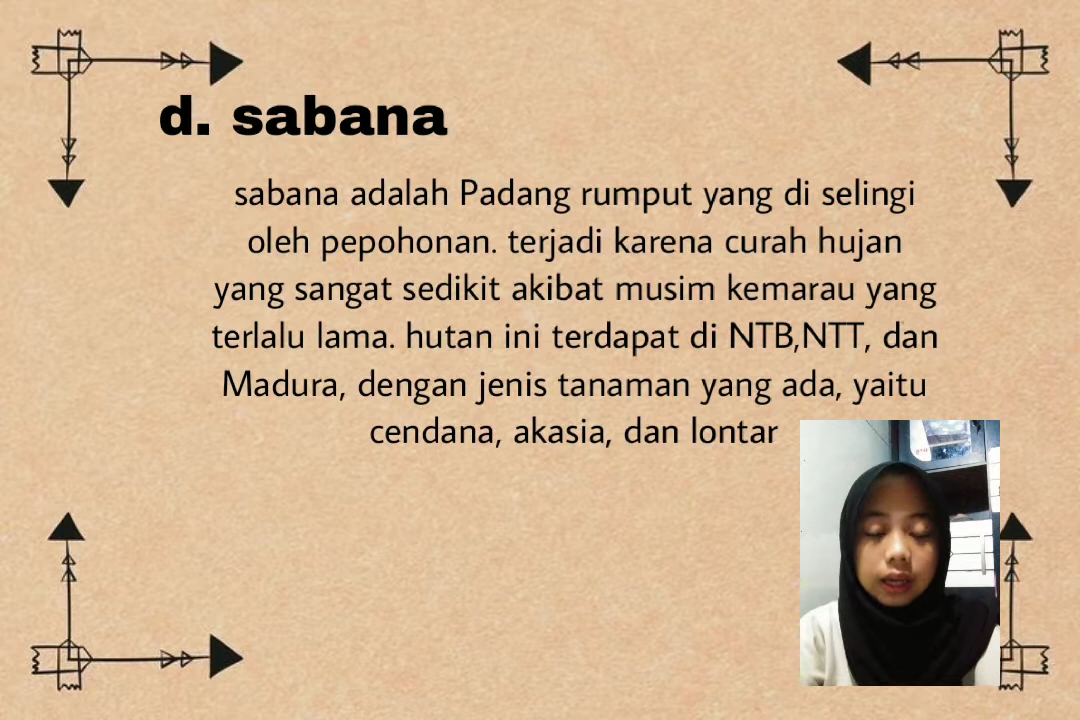 d. sabana
sabana adalah Padang rumput yang di selingi
oleh pepohonan. terjadi karena curah hujan
yang sangat sedikit akibat musim kemarau yang
terlalu lama. hutan ini terdapat di NTB,NTT, dan
Madura, dengan jenis tanaman yang ada, yaitu
cendana, akasia, dan lontar